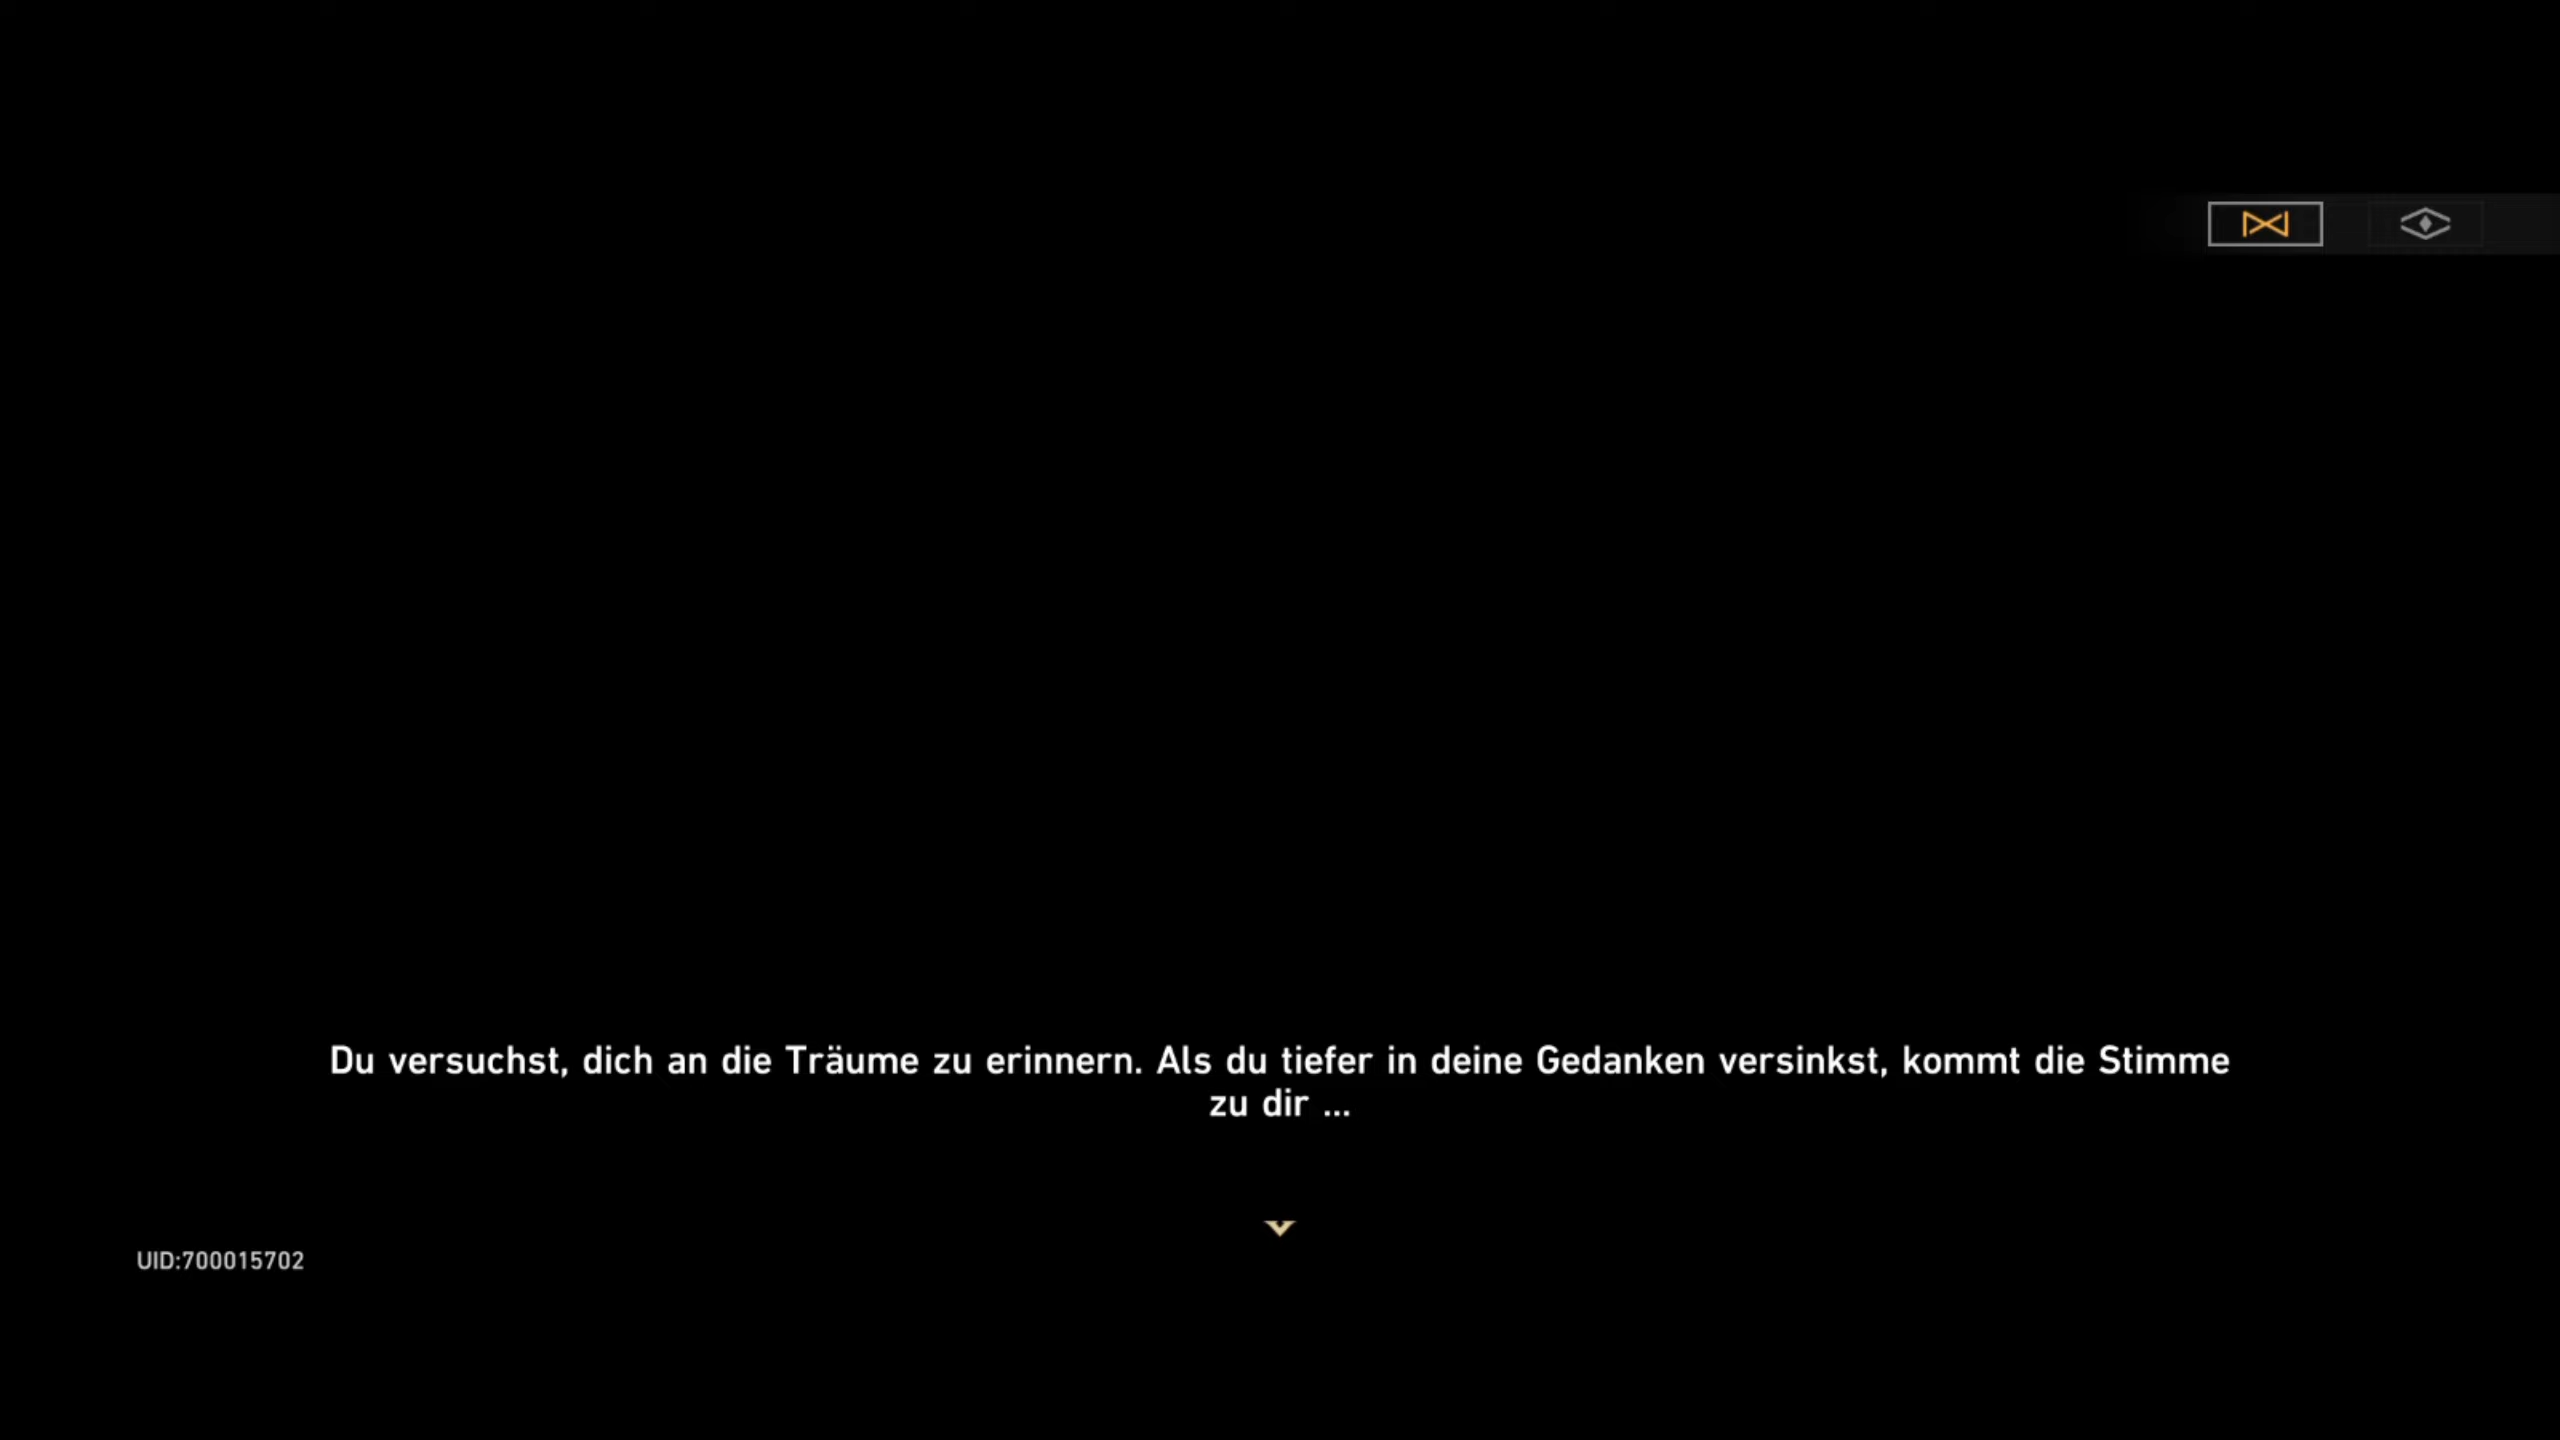 Du versuchst, dich an die Träume zu erinnern. Als du tiefer in deine Gedanken versinkst, kommt die Stimme
zu dir ...
UID:700015702